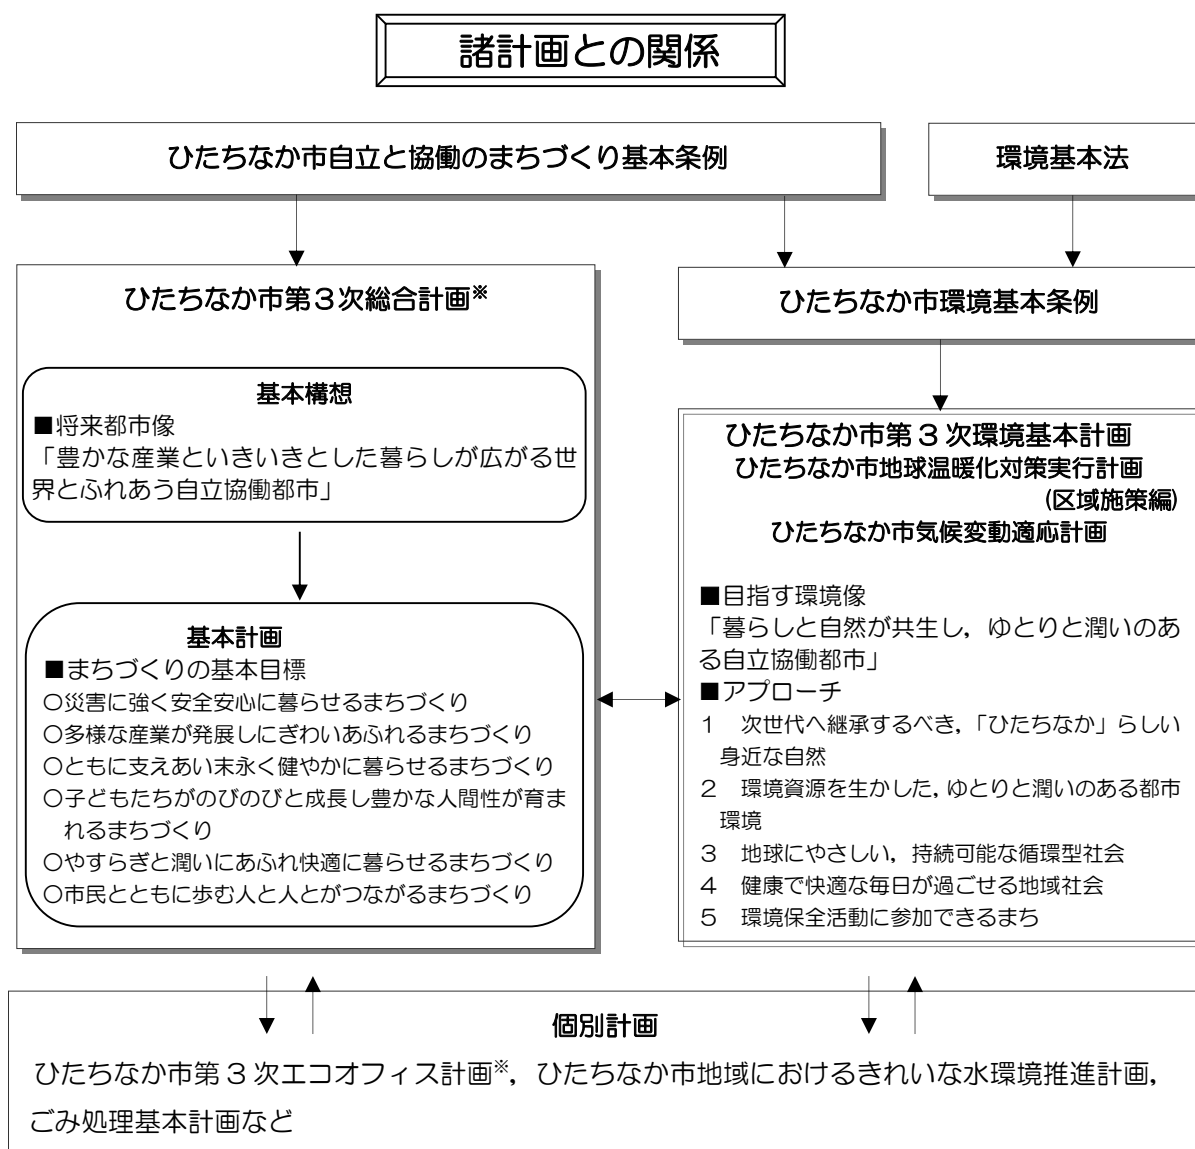 諸計画との関係
ひたちなか市自立と協働のまちづくり基本条例
環境基本法
ひたちなか市第３次総合計画※
基本構想
■将来都市像
「豊かな産業といきいきとした暮らしが広がる世
界とふれあう自立協働都市」
基本計画
■まちづくりの基本目標
○災害に強く安全安心に暮らせるまちづくり
○多様な産業が発展しにぎわいあふれるまちづくり
○ともに支えあい末永く健やかに暮らせるまちづくり
○子どもたちがのびのびと成長し豊かな人間性が育ま
れるまちづくり
○やすらぎと潤いにあふれ快適に暮らせるまちづくり
○市民とともに歩む人と人とがつながるまちづくり
ひたちなか市環境基本条例
ひたちなか市第３次環境基本計画
ひたちなか市地球温暖化対策実行計画
(区域施策編)
ひたちなか市気候変動適応計画
■目指す環境像
「暮らしと自然が共生し，ゆとりと潤いのあ
る自立協働都市」
■アプローチ
１　次世代へ継承するべき，「ひたちなか」らしい
身近な自然
２　環境資源を生かした，ゆとりと潤いのある都市
環境
３　地球にやさしい，持続可能な循環型社会
４　健康で快適な毎日が過ごせる地域社会
５　環境保全活動に参加できるまち
個別計画
ひたちなか市第３次エコオフィス計画※，ひたちなか市地域におけるきれいな水環境推進計画，
ごみ処理基本計画など